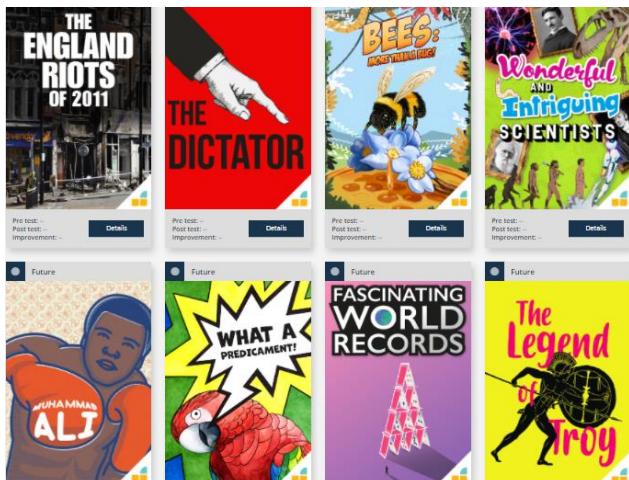 THE
ENGLAND
RIOTS
OF 2011
THE
DICTATOR
BEES:
MORE THAN A BUG!
Wonderful
AND
Intriguing
SCIENTISTS
Pre test: --
Post test: --
Improvement: --
Details
Pre test: --
Post test: --
Improvement: --
Details
Pre test: --
Post test: --
Improvement: --
Details
Pre test: --
Post test: --
Improvement: --
Details
Future
Future
Future
Future
MUHAMMAD
ALI
WHAT A
PREDICAMENT!
FASCINATING
WORLD
RECORDS
The
Legend
of
Troy